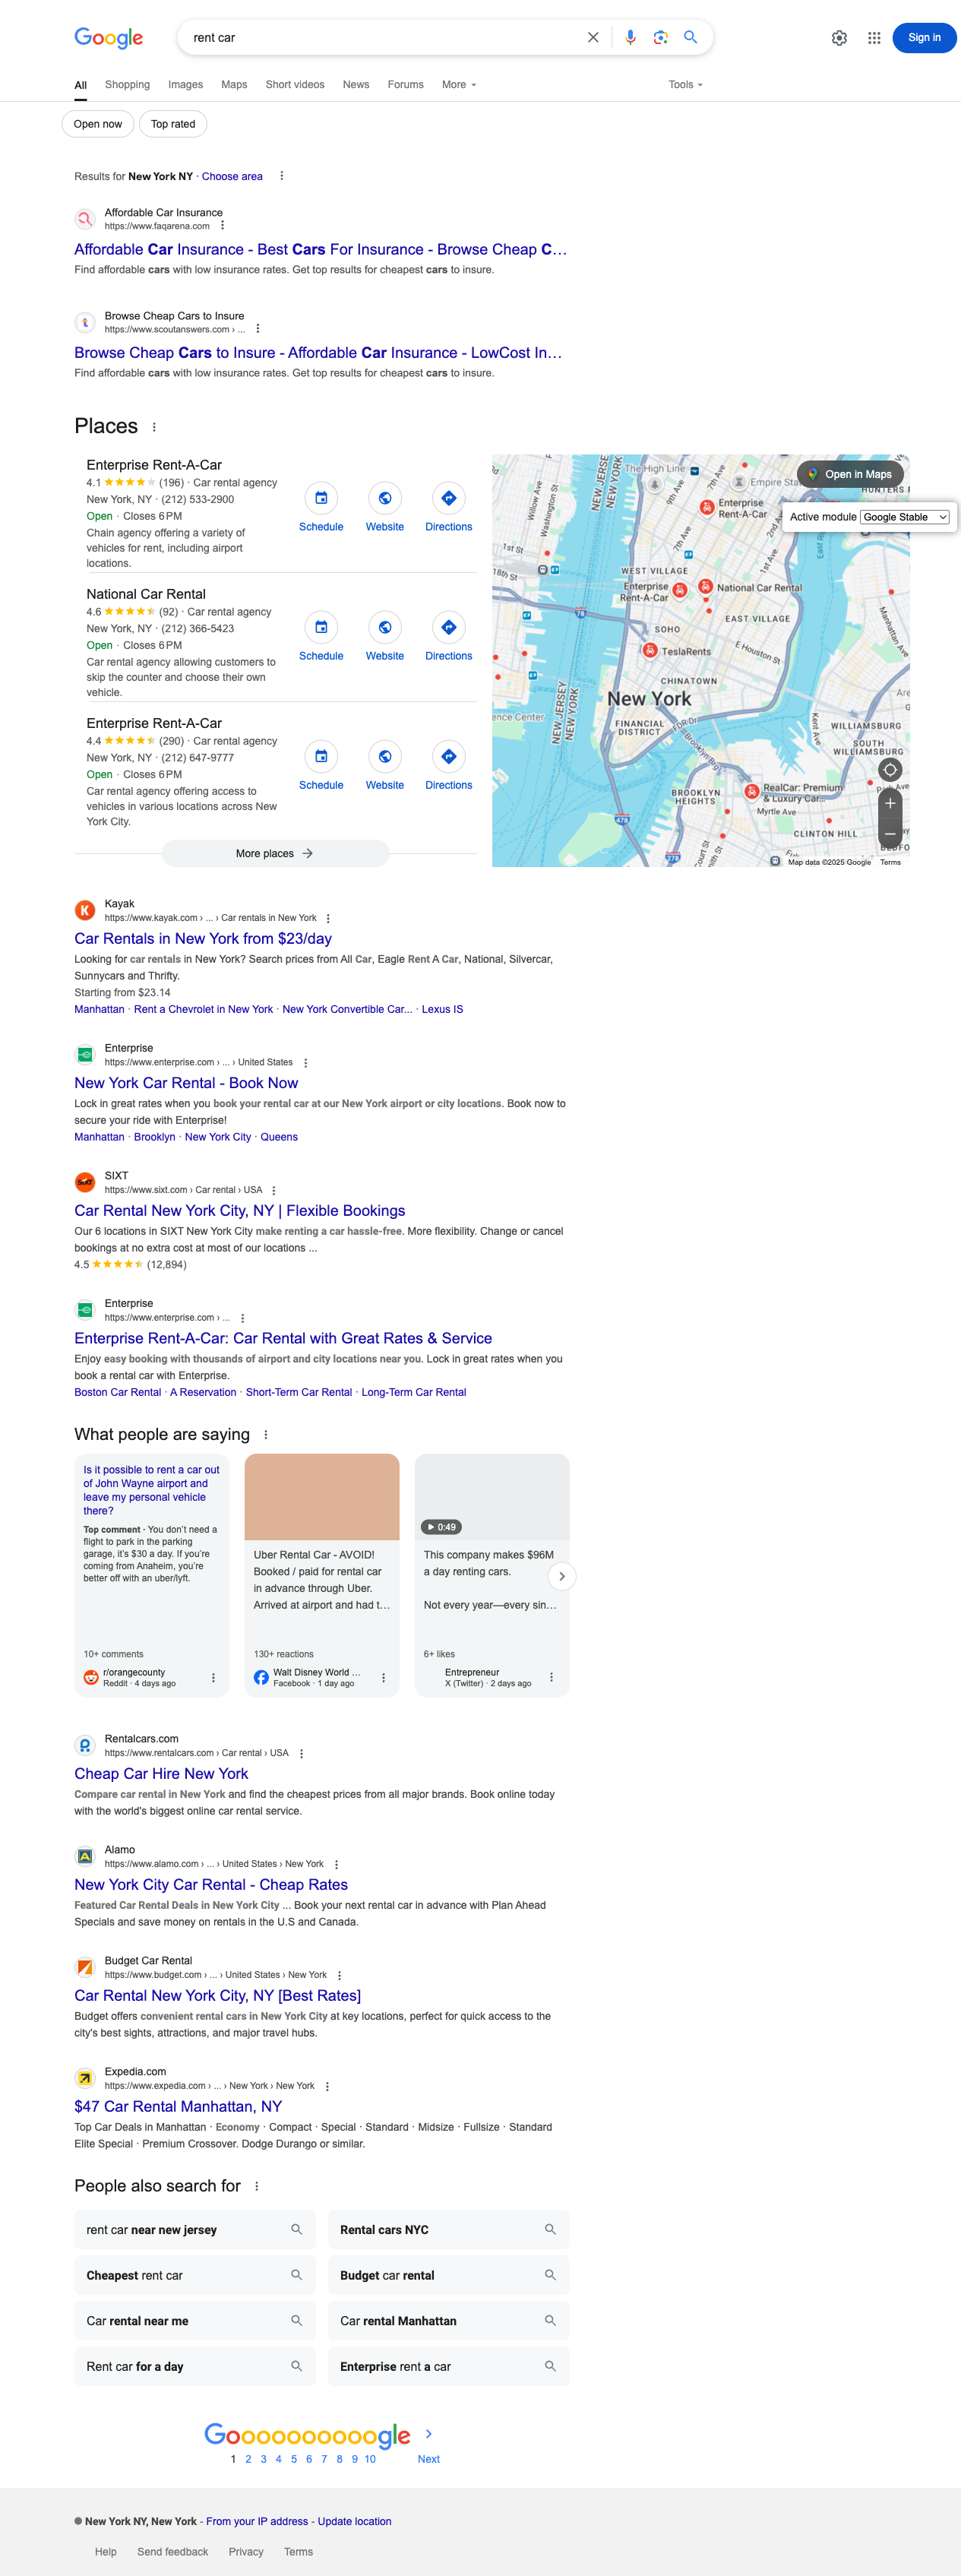 Google
rent car
Sign in
All Shopping Images Maps Short videos News Forums More Tools
Open now Top rated
Results for New York NY · Choose area
Affordable Car Insurance
https://www.faqarena.com
Affordable Car Insurance - Best Cars For Insurance - Browse Cheap C...
Find affordable cars with low insurance rates. Get top results for cheapest cars to insure.
Browse Cheap Cars to Insure
https://www.scoutanswers.com › ...
Browse Cheap Cars to Insure - Affordable Car Insurance - LowCost In...
Find affordable cars with low insurance rates. Get top results for cheapest cars to insure.
Places
Enterprise Rent-A-Car
4.1 (196) · Car rental agency
New York, NY · (212) 533-2900
Open · Closes 6 PM
Chain agency offering a variety of
vehicles for rent, including airport
locations.
Schedule Website Directions
National Car Rental
4.6 (92) · Car rental agency
New York, NY · (212) 366-5423
Open · Closes 6 PM
Car rental agency allowing customers to
skip the counter and choose their own
vehicle.
Schedule Website Directions
Enterprise Rent-A-Car
4.4 (290) · Car rental agency
New York, NY · (212) 647-9777
Open · Closes 6 PM
Car rental agency offering access to
vehicles in various locations across New
York City.
Schedule Website Directions
More places
Open in Maps
Active module Google Stable
The High Line
Empire Sta
HUNTERS P
NEW JERSEY
NEW YORK
Willow Ave
Washington St
9th Ave
7th Ave
2nd Ave
1st Ave
East R
Enterprise
Rent-A-Car
1st St
18th St
WEST VILLAGE
Enterprise
Rent-A-Car
National Car Rental
78
SOHO
EAST VILLAGE
TeslaRents
E Houston St
Manhattan Ave
CHINATOWN
New York
NEW JERSEY
NEW YORK
ence Center
FINANCIAL
DISTRICT
FDR Dr
Brooklyn Brg
Kent Ave
WILLIAMSBURG
SOUTH
WILLIAMSBURG
BROOKLYN
HEIGHTS
RealCar: Premium
& Luxury Car...
Myrtle Ave
Park Ave
478
CLINTON HILL
278
Court St
Smith St
BEDFO
Map data ©2025 Google Terms
Kayak
https://www.kayak.com › ... › Car rentals in New York
Car Rentals in New York from $23/day
Looking for car rentals in New York? Search prices from All Car, Eagle Rent A Car, National, Silvercar,
Sunnycars and Thrifty.
Starting from $23.14
Manhattan · Rent a Chevrolet in New York · New York Convertible Car... · Lexus IS
Enterprise
https://www.enterprise.com › ... › United States
New York Car Rental - Book Now
Lock in great rates when you book your rental car at our New York airport or city locations. Book now to
secure your ride with Enterprise!
Manhattan · Brooklyn · New York City · Queens
SIXT
SIXT
https://www.sixt.com › Car rental › USA
Car Rental New York City, NY | Flexible Bookings
Our 6 locations in SIXT New York City make renting a car hassle-free. More flexibility. Change or cancel
bookings at no extra cost at most of our locations ...
4.5 (12,894)
Enterprise
https://www.enterprise.com › ...
Enterprise Rent-A-Car: Car Rental with Great Rates & Service
Enjoy easy booking with thousands of airport and city locations near you. Lock in great rates when you
book a rental car with Enterprise.
Boston Car Rental · A Reservation · Short-Term Car Rental · Long-Term Car Rental
What people are saying
Is it possible to rent a car out
of John Wayne airport and
leave my personal vehicle
there?
Top comment · You don't need a
flight to park in the parking
garage, it's $30 a day. If you're
coming from Anaheim, you're
better off with an uber/lyft.
10+ comments
r/orangecounty
Reddit · 4 days ago
Uber Rental Car - AVOID!
Booked / paid for rental car
in advance through Uber.
Arrived at airport and had t...
130+ reactions
Walt Disney World ...
Facebook · 1 day ago
0:49
This company makes $96M
a day renting cars.
Not every year—every sin...
6+ likes
Entrepreneur
X (Twitter) · 2 days ago
Rentalcars.com
https://www.rentalcars.com › Car rental › USA
Cheap Car Hire New York
Compare car rental in New York and find the cheapest prices from all major brands. Book online today
with the world's biggest online car rental service.
Alamo
https://www.alamo.com › ... › United States › New York
New York City Car Rental - Cheap Rates
Featured Car Rental Deals in New York City ... Book your next rental car in advance with Plan Ahead
Specials and save money on rentals in the U.S and Canada.
Budget Car Rental
https://www.budget.com › ... › United States › New York
Car Rental New York City, NY [Best Rates]
Budget offers convenient rental cars in New York City at key locations, perfect for quick access to the
city's best sights, attractions, and major travel hubs.
Expedia.com
https://www.expedia.com › ... › New York › New York
$47 Car Rental Manhattan, NY
Top Car Deals in Manhattan · Economy · Compact · Special · Standard · Midsize · Fullsize · Standard
Elite Special · Premium Crossover. Dodge Durango or similar.
People also search for
rent car near new jersey
Rental cars NYC
Cheapest rent car
Budget car rental
Car rental near me
Car rental Manhattan
Rent car for a day
Enterprise rent a car
Goooooooooogle
1 2 3 4 5 6 7 8 9 10 Next
New York NY, New York - From your IP address - Update location
Help Send feedback Privacy Terms